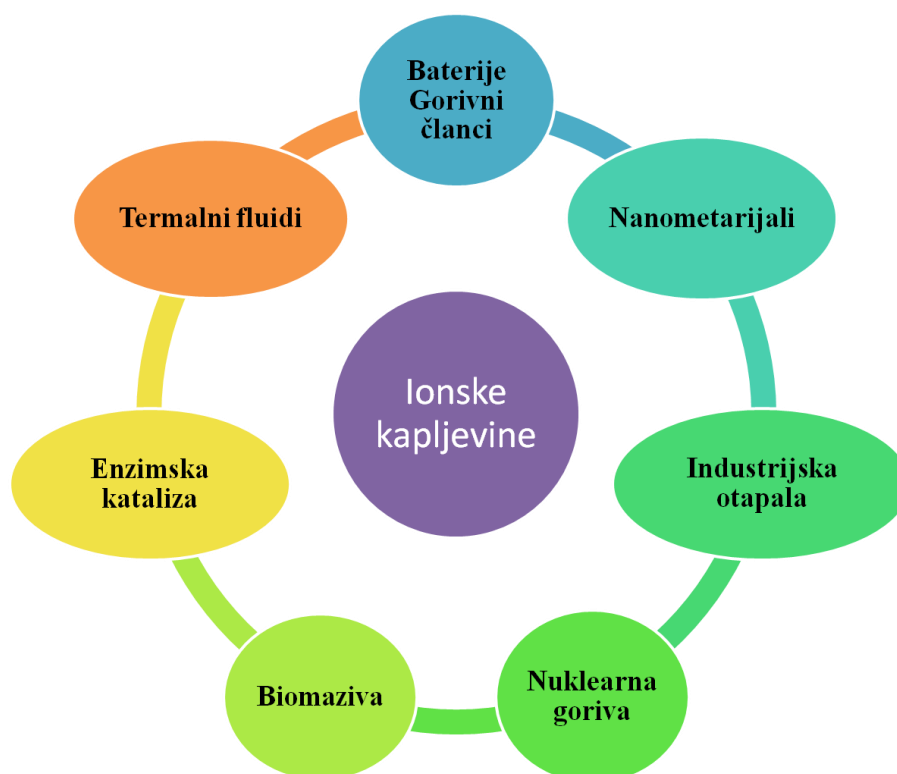 Baterije
Gorivni
članci
Termalni fluidi
Nanometarijali
Ionske
kapljevine
Enzimska
kataliza
Industrijska
otapala
Biomaziva
Nuklearna
goriva